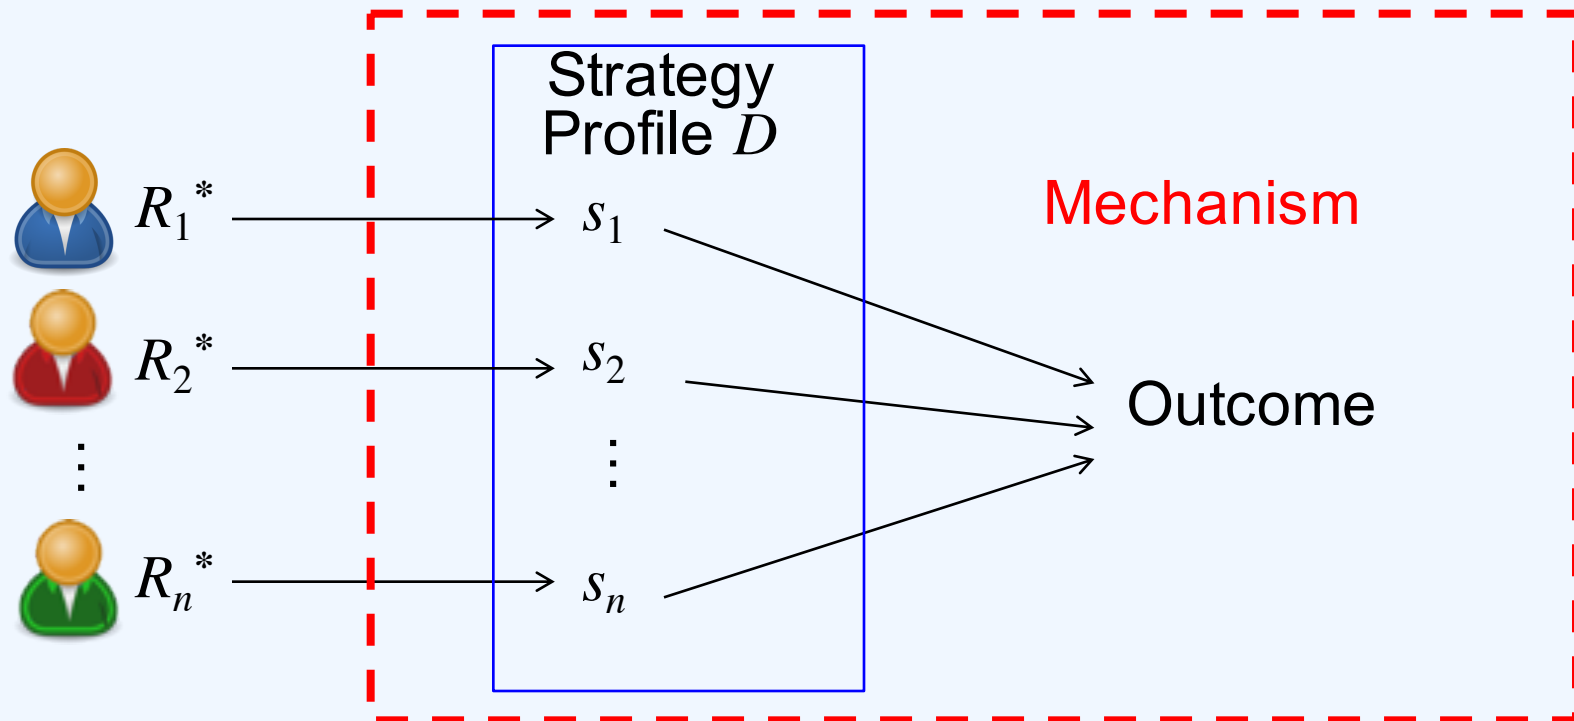 Strategy
Profile D
Mechanism
R₁* s₁
R₂* s₂
Outcome
⋮ ⋮
Rₙ* sₙ